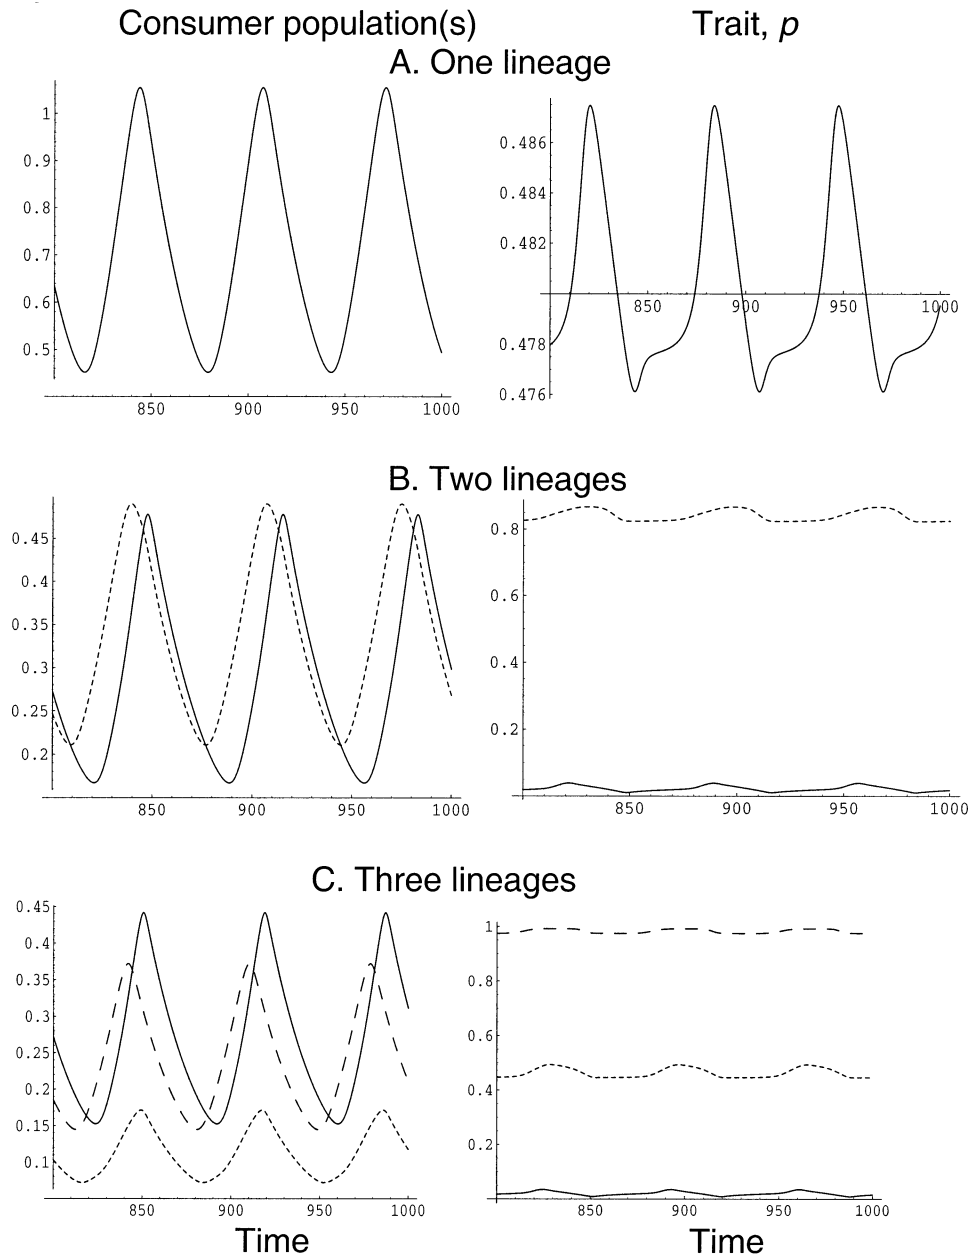 Consumer population(s) Trait, p
A. One lineage
1
0.9
0.8
0.7
0.6
0.5
850 900 950 1000
0.486
0.484
0.482
850 900 950 1000
0.478
0.476
B. Two lineages
0.45
0.4
0.35
0.3
0.25
0.2
850 900 950 1000
0.8
0.6
0.4
0.2
850 900 950 1000
C. Three lineages
0.45
0.4
0.35
0.3
0.25
0.2
0.15
0.1
850 900 950 1000
Time
1
0.8
0.6
0.4
0.2
850 900 950 1000
Time